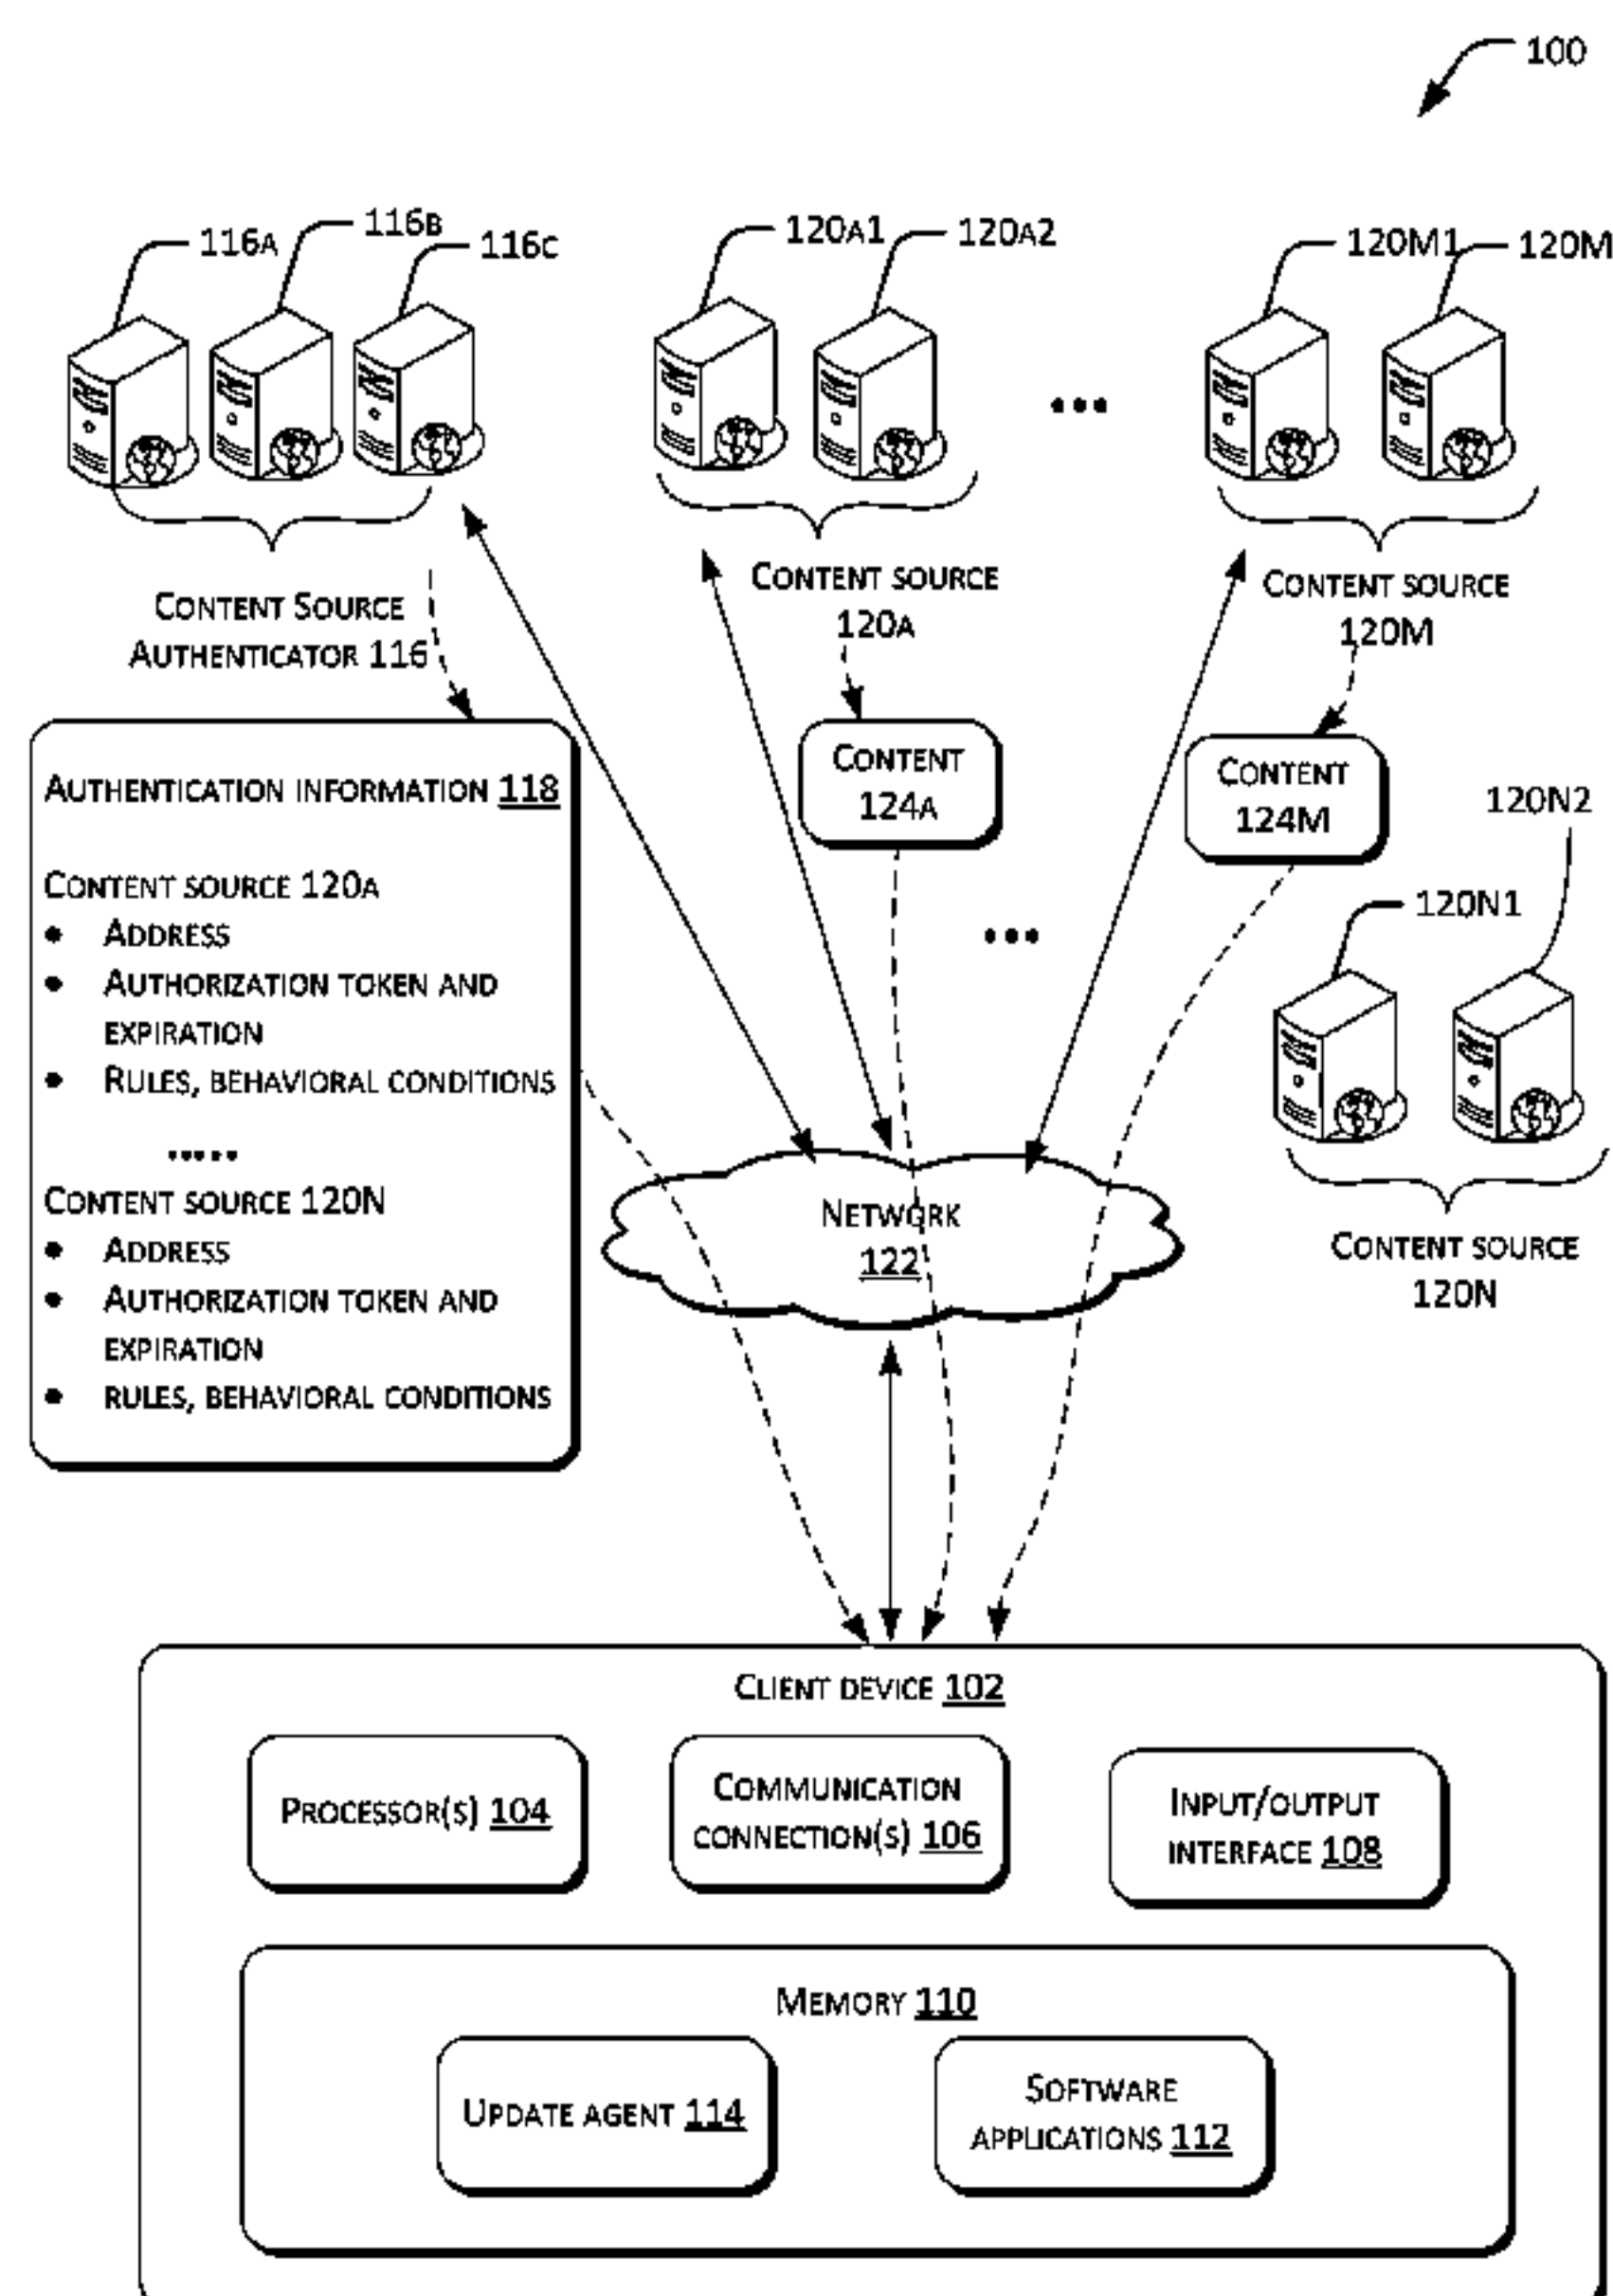 100
116A
116B
116C
120A1
120A2
120M1
120M
CONTENT SOURCE
AUTHENTICATOR 116
CONTENT SOURCE
120A
CONTENT SOURCE
120M
AUTHENTICATION INFORMATION 118
CONTENT SOURCE 120A
• ADDRESS
• AUTHORIZATION TOKEN AND
EXPIRATION
• RULES, BEHAVIORAL CONDITIONS
.....
CONTENT SOURCE 120N
• ADDRESS
• AUTHORIZATION TOKEN AND
EXPIRATION
• RULES, BEHAVIORAL CONDITIONS
CONTENT
124A
CONTENT
124M
120N2
120N1
CONTENT SOURCE
120N
NETWORK
122
CLIENT DEVICE 102
PROCESSOR(S) 104
COMMUNICATION
CONNECTION(S) 106
INPUT/OUTPUT
INTERFACE 108
MEMORY 110
UPDATE AGENT 114
SOFTWARE
APPLICATIONS 112